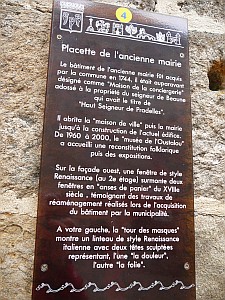 4
Placette de l'ancienne mairie
Le bâtiment de l'ancienne mairie fût acquis
par la commune en 1744, il était auparavant
désigné comme "Maison de la conciergerie"
adossé à la propriété du seigneur de Beaune
qui avait le titre de
"Haut Seigneur de Pradelles".
Il abrita la "maison de ville" puis la mairie
jusqu'à la construction de l'actuel édifice.
De 1960 à 2000, le "musée de l'Oustalou"
a accueilli une reconstitution folklorique
puis des expositions.
Sur la façade ouest, une fenêtre de style
Renaissance (au 2e étage) surmonte deux
fenêtres en "anses de panier" du XVIIIe
siècle, témoignant des travaux de
réaménagement réalisés lors de l'acquisition
du bâtiment par la municipalité.
A votre gauche, la "tour des masques"
montre un linteau de style Renaissance
italienne avec deux têtes sculptées
représentant, l'une "la douleur",
l'autre "la folie".